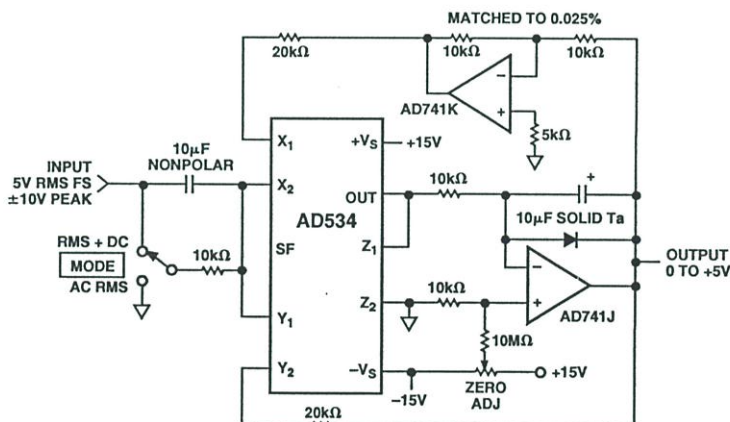 MATCHED TO 0.025%
20kΩ
10kΩ
10kΩ
AD741K
−
+
5kΩ
INPUT
5V RMS FS
±10V PEAK
10μF
NONPOLAR
X1
X2
+VS
+15V
OUT
10kΩ
+
AD534
10μF SOLID Ta
RMS + DC
MODE
AC RMS
10kΩ
SF
Z1
OUTPUT
0 TO +5V
−
+
AD741J
Z2
10kΩ
Y1
10MΩ
Y2
−VS
−15V
+15V
ZERO
ADJ
20kΩ